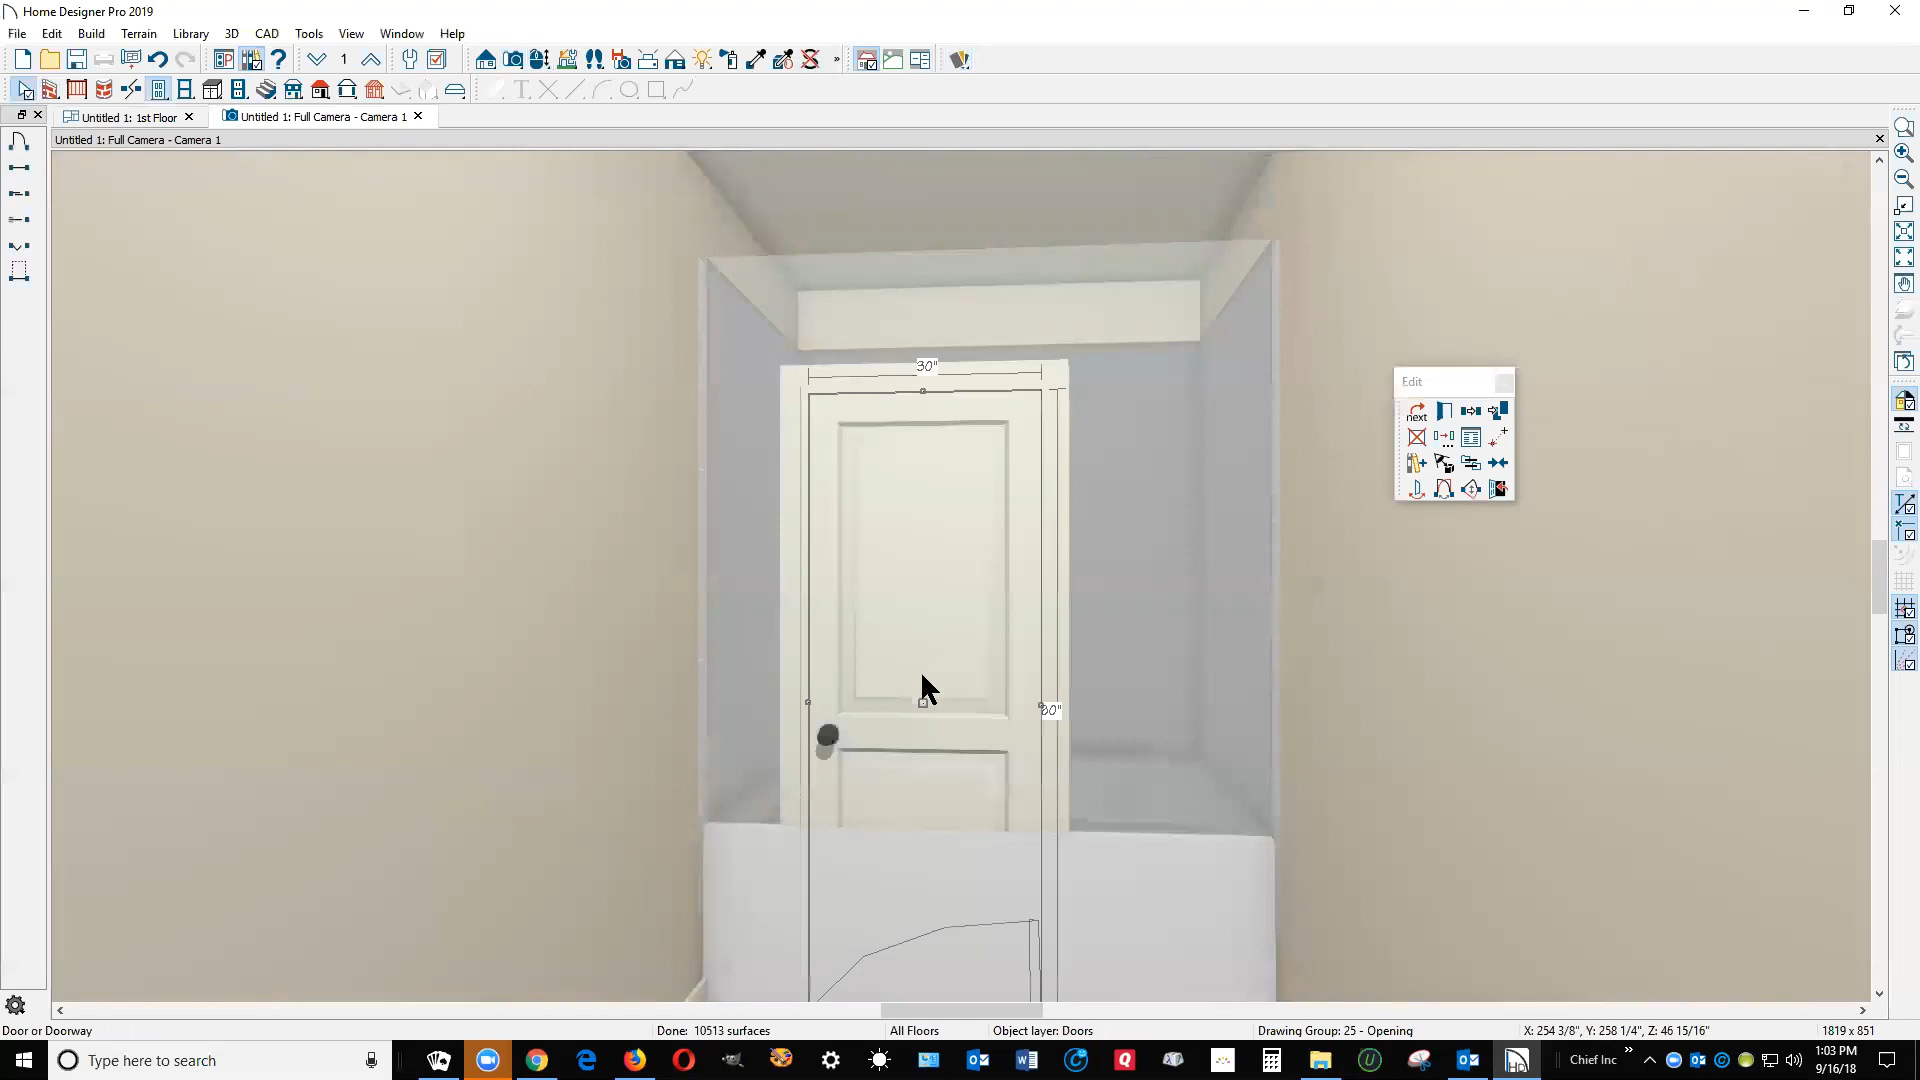 Home Designer Pro 2019
File Edit Build Terrain Library 3D CAD Tools View Window Help
1
Untitled 1: 1st Floor
Untitled 1: Full Camera - Camera 1
Untitled 1: Full Camera - Camera 1
30"
Edit
next
80"
Door or Doorway
Done: 10513 surfaces
All Floors
Object layer: Doors
Drawing Group: 25 - Opening
X: 254 3/8", Y: 258 1/4", Z: 46 15/16"
1819 x 851
Type here to search
Chief Inc
1:03 PM
9/16/18